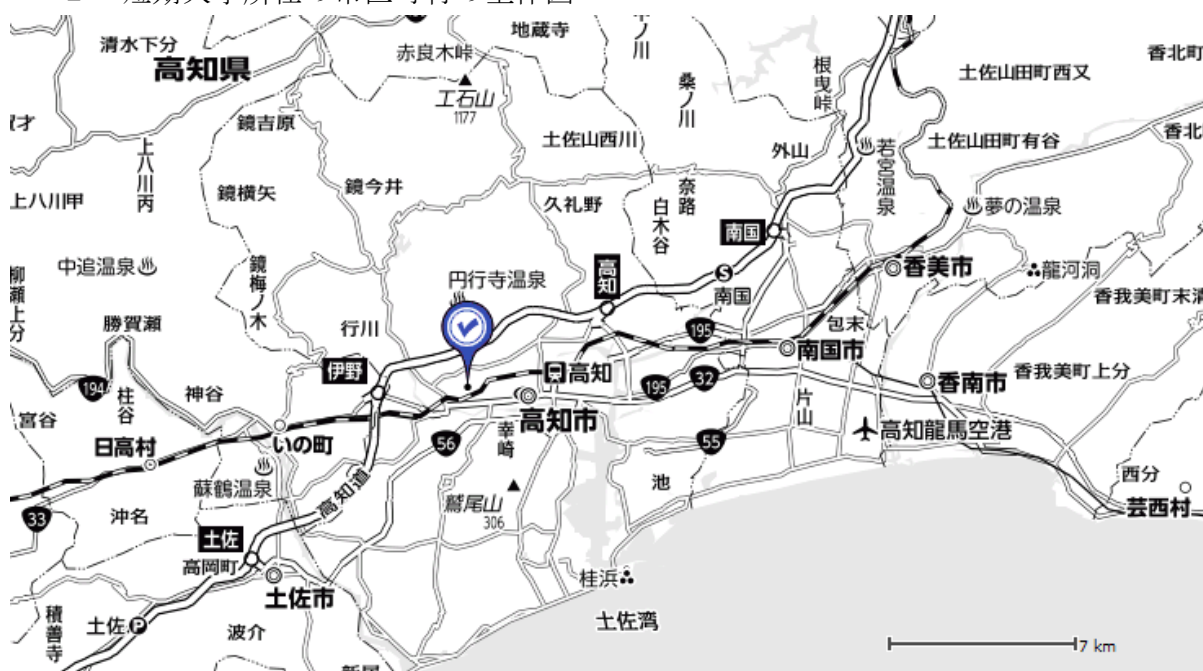 清水下分
高知県
赤良木峠
地蔵寺
工石山
1177
桑ノ川
根曳峠
土佐山田町西又
香北町
鏡吉原
上八川丙
土佐山西川
外山
土佐山田町有谷
若宮温泉
上八川甲
鏡横矢
鏡今井
久礼野
奈路
白木谷
南国
夢の温泉
中追温泉
鏡梅ノ木
円行寺温泉
高知
S
南国
香美市
龍河洞
柳瀬上分
勝賀瀬
行川
195
包末
香我美町末清
伊野
高知
南国市
194
柱谷
神谷
195
32
香南市
香我美町上分
宮谷
高知市
片山
日高村
いの町
56
幸崎
55
高知龍馬空港
蘇鶴温泉
池
西分
33
沖名
高知道
鷲尾山
306
芸西村
土佐
高岡町
桂浜
土佐市
土佐湾
積善寺
土佐
P
波介
7 km